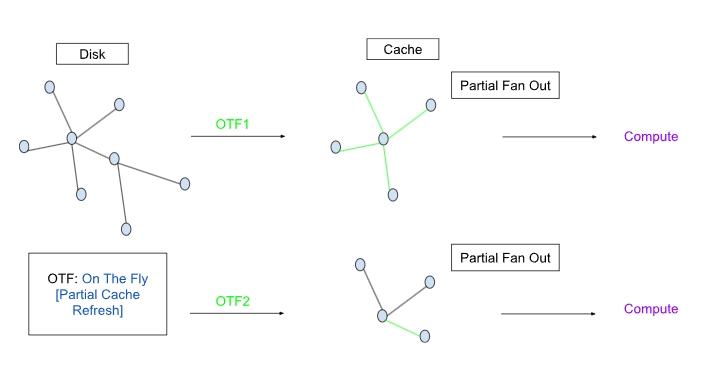 Disk
Cache
Partial Fan Out
OTF1
Compute
OTF: On The Fly
[Partial Cache
Refresh]
Partial Fan Out
OTF2
Compute